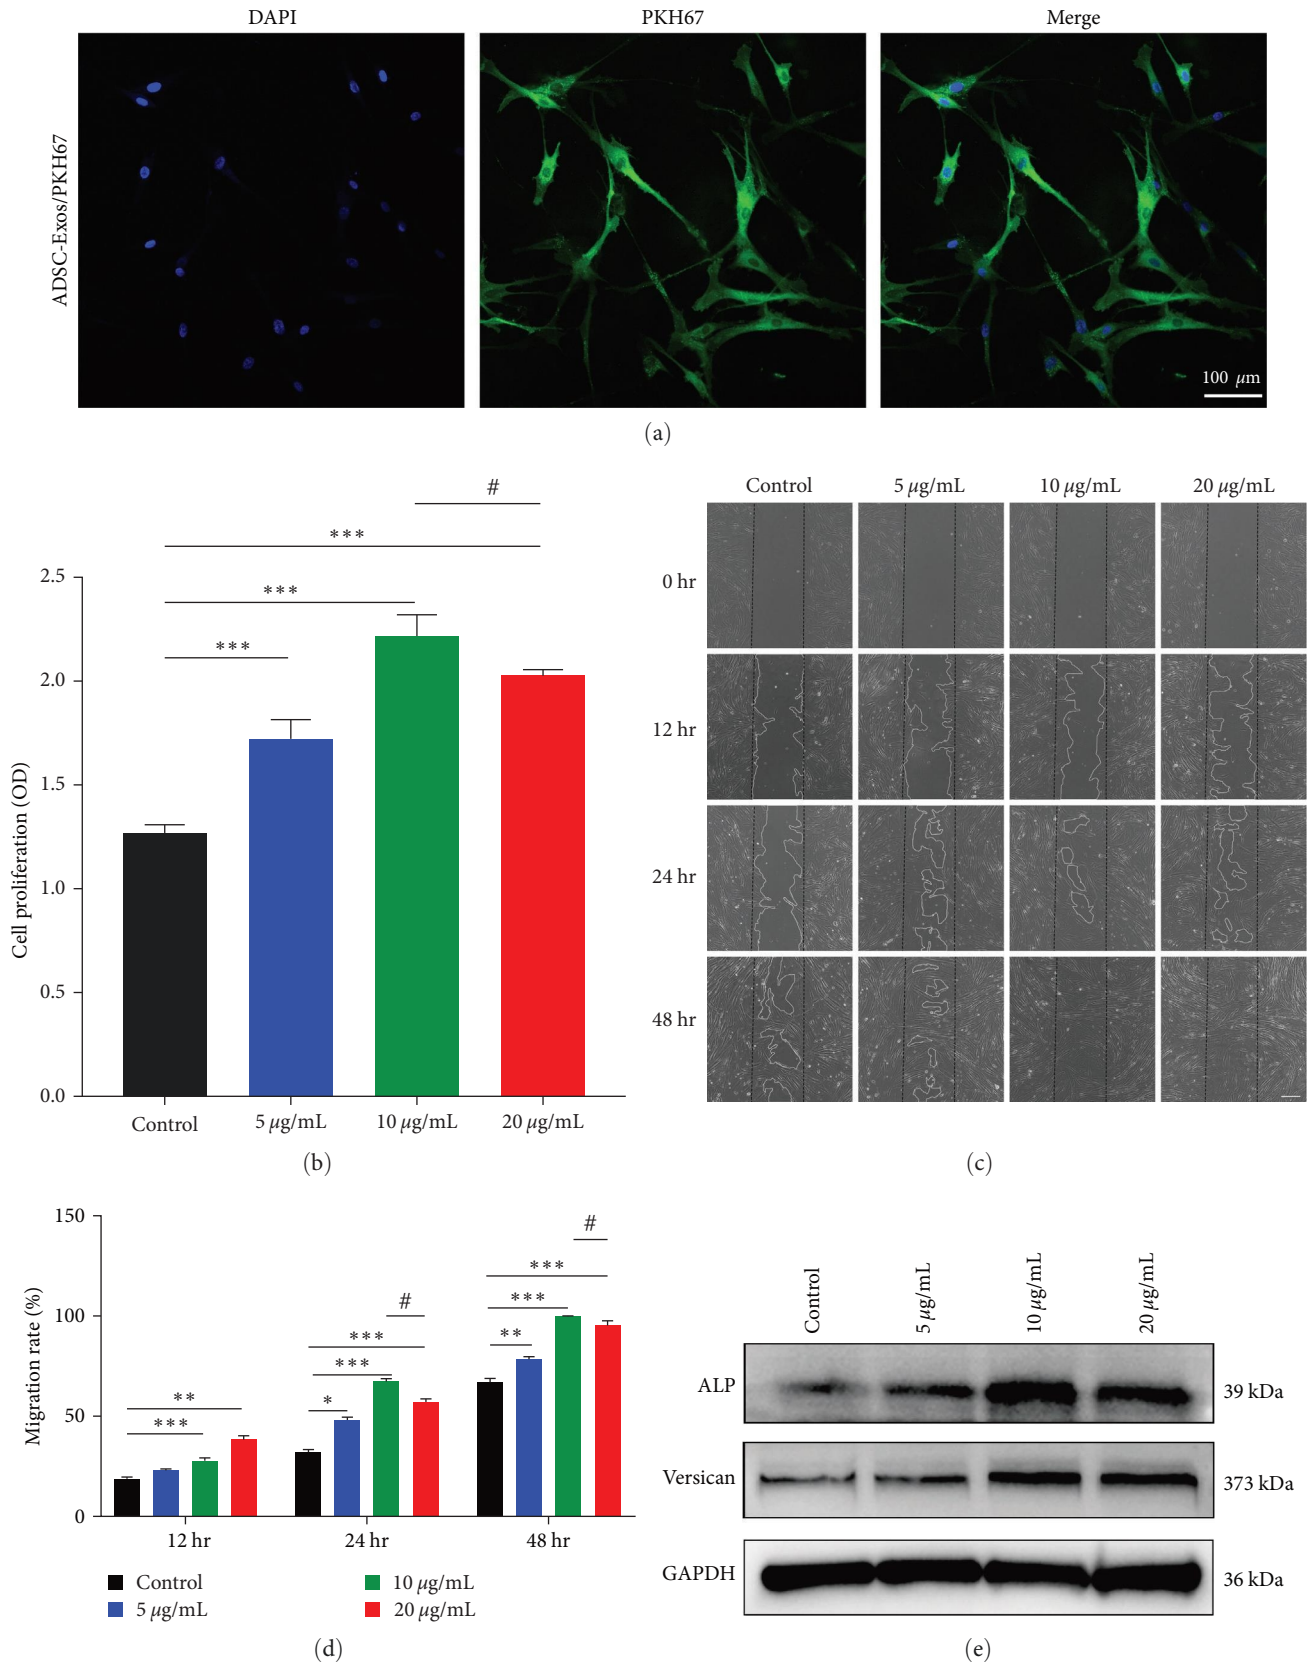 DAPI
PKH67
Merge
ADSC-Exos/PKH67
100 μm
(a)
#
***
***
***
2.5
2.0
1.5
1.0
0.5
0.0
Cell proliferation (OD)
Control
5 μg/mL
10 μg/mL
20 μg/mL
(b)
Control
5 μg/mL
10 μg/mL
20 μg/mL
0 hr
12 hr
24 hr
48 hr
(c)
150
100
50
0
Migration rate (%)
**
***
#
***
***
*
#
***
***
**
12 hr
24 hr
48 hr
Control
5 μg/mL
10 μg/mL
20 μg/mL
(d)
Control
5 μg/mL
10 μg/mL
20 μg/mL
ALP
39 kDa
Versican
373 kDa
GAPDH
36 kDa
(e)